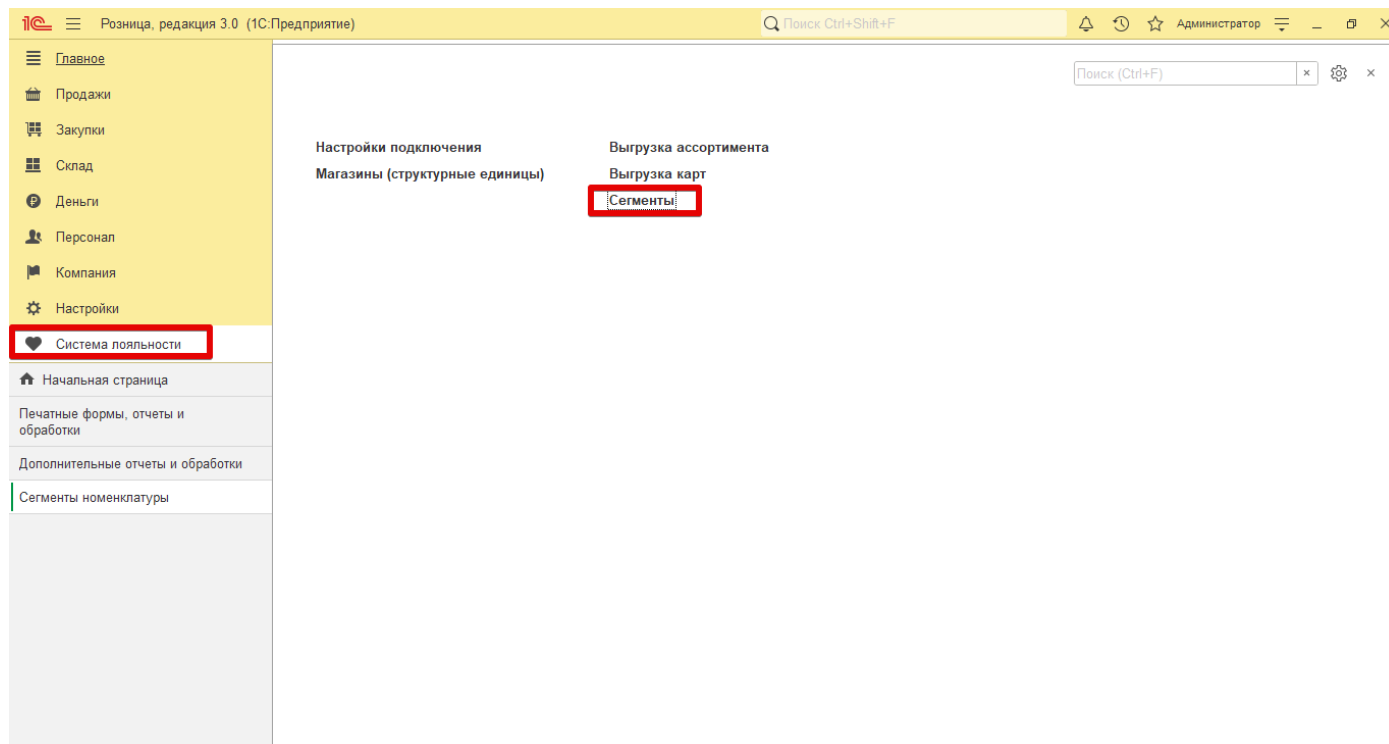 1С Розница, редакция 3.0 (1С:Предприятие) Поиск Ctrl+Shift+F Администратор
Главное
Продажи
Закупки
Склад
Деньги
Персонал
Компания
Настройки
Система лояльности
Начальная страница
Печатные формы, отчеты и
обработки
Дополнительные отчеты и обработки
Сегменты номенклатуры
Поиск (Ctrl+F)
Настройки подключения
Магазины (структурные единицы)
Выгрузка ассортимента
Выгрузка карт
Сегменты